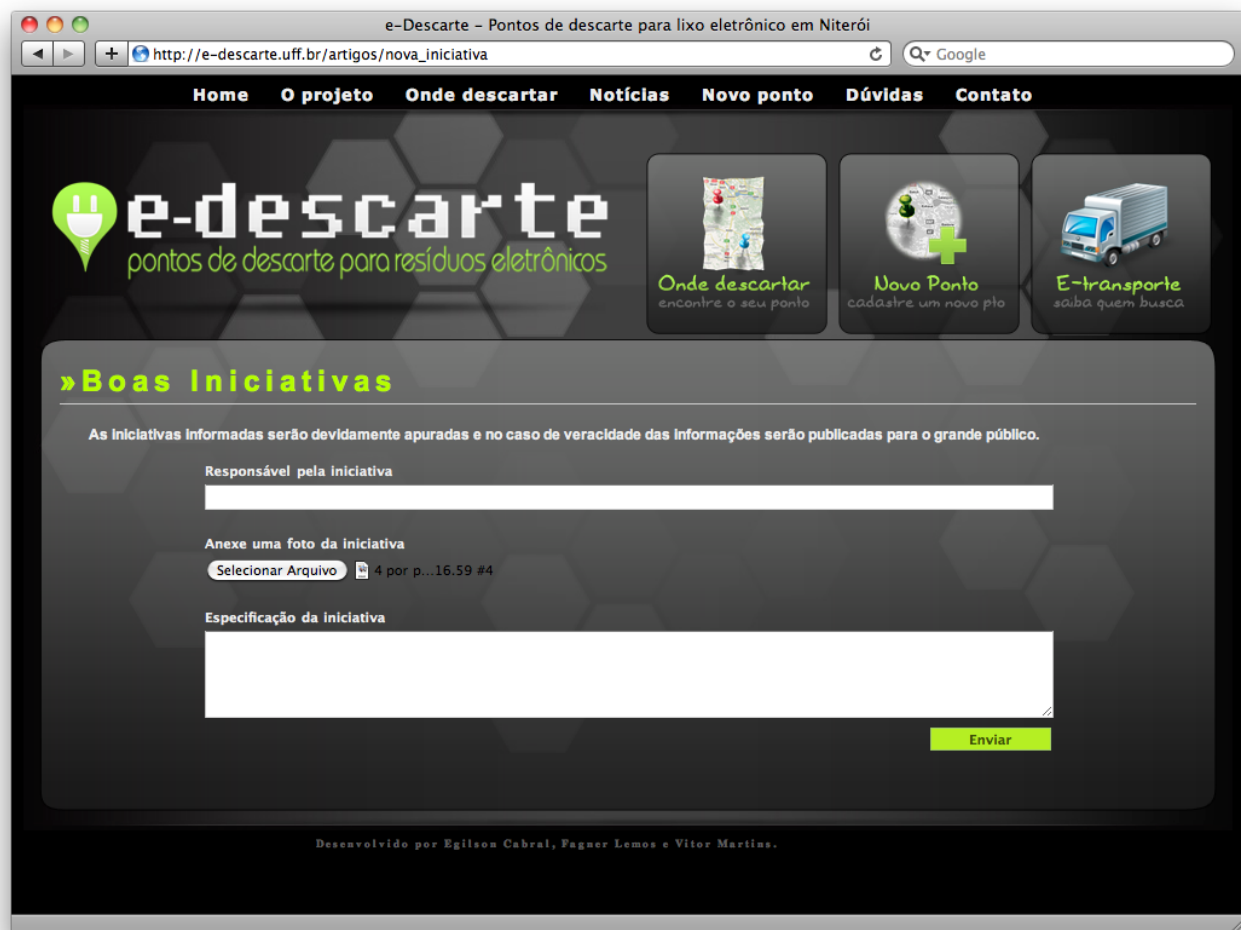 e-Descarte – Pontos de descarte para lixo eletrônico em Niterói
http://e-descarte.uff.br/artigos/nova_iniciativa
Google
Home O projeto Onde descartar Notícias Novo ponto Dúvidas Contato
e-descarte
pontos de descarte para resíduos eletrônicos
Onde descartar
encontre o seu ponto
Novo Ponto
cadastre um novo pto
E-transporte
saiba quem busca
»Boas Iniciativas
As iniciativas informadas serão devidamente apuradas e no caso de veracidade das informações serão publicadas para o grande público.
Responsável pela iniciativa
Anexe uma foto da iniciativa
Selecionar Arquivo 4 por p...16.59 #4
Especificação da iniciativa
Enviar
Desenvolvido por Egilson Cabral, Fagner Lemos e Vitor Martins.